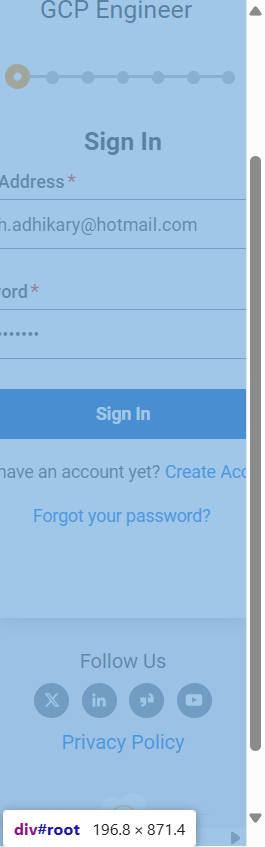 GCP Engineer
Sign In
Address *
h.adhikary@hotmail.com
ord *
•••••••
Sign In
have an account yet? Create Acc
Forgot your password?
Follow Us
Privacy Policy
div#root 196.8 × 871.4